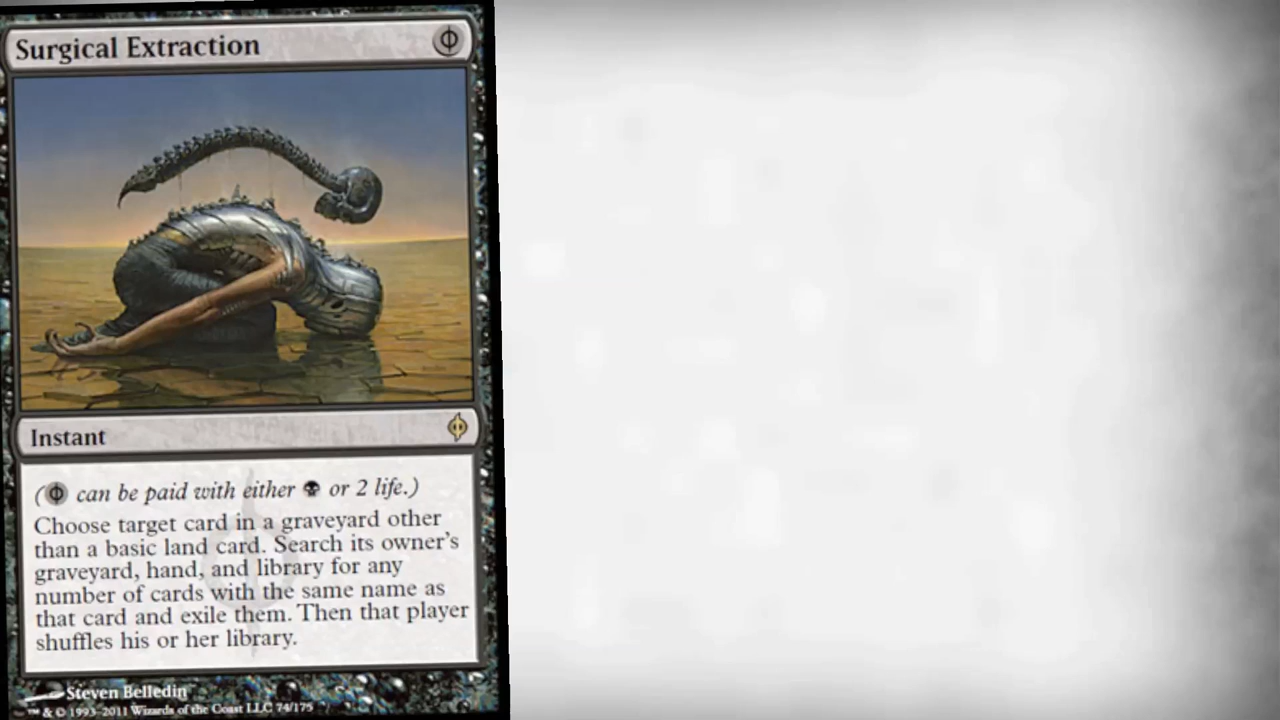 Surgical Extraction
Instant
( can be paid with either or 2 life.)
Choose target card in a graveyard other
than a basic land card. Search its owner's
graveyard, hand, and library for any
number of cards with the same name as
that card and exile them. Then that player
shuffles his or her library.
Steven Belledin
™ & © 1993–2011 Wizards of the Coast LLC 74/175